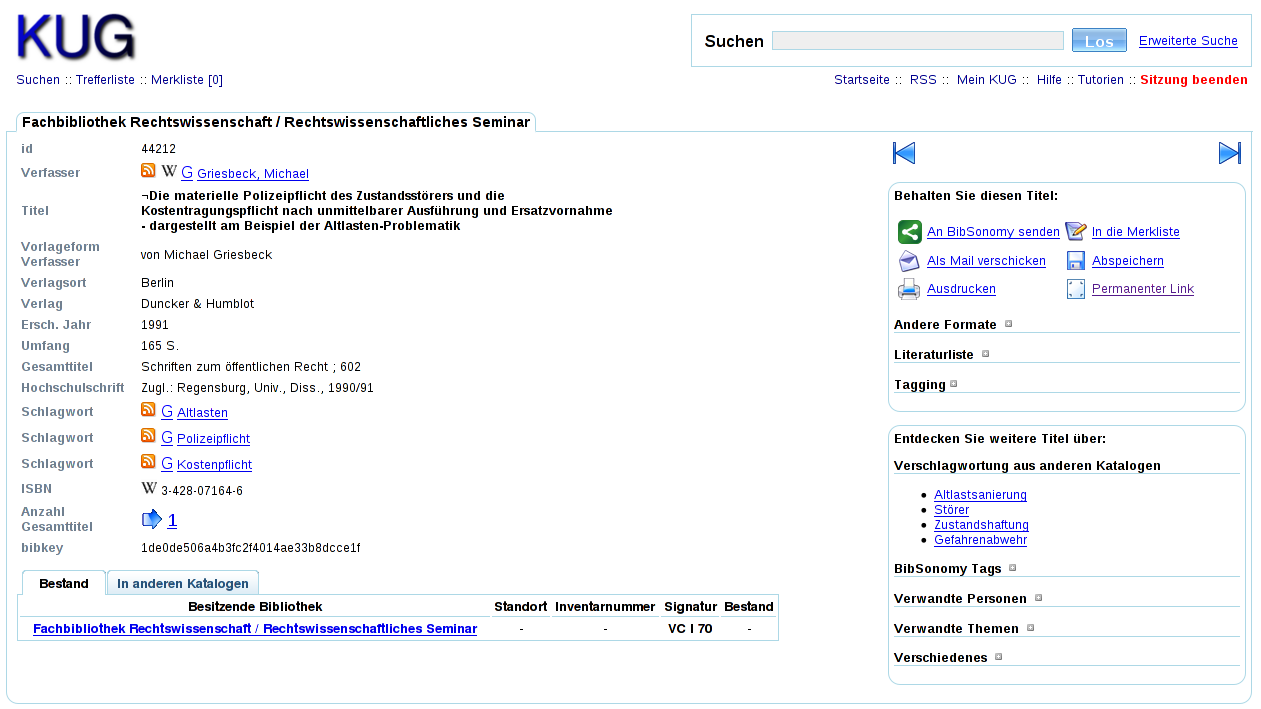 KUG
Suchen Los Erweiterte Suche
Suchen :: Trefferliste :: Merkliste [0]
Startseite :: RSS :: Mein KUG :: Hilfe :: Tutorien :: Sitzung beenden
Fachbibliothek Rechtswissenschaft / Rechtswissenschaftliches Seminar
id 44212
Verfasser W G Griesbeck, Michael
Titel ¬Die materielle Polizeipflicht des Zustandsstörers und die
Kostentragungspflicht nach unmittelbarer Ausführung und Ersatzvornahme
- dargestellt am Beispiel der Altlasten-Problematik
Vorlageform
Verfasser von Michael Griesbeck
Verlagsort Berlin
Verlag Duncker & Humblot
Ersch. Jahr 1991
Umfang 165 S.
Gesamttitel Schriften zum öffentlichen Recht ; 602
Hochschulschrift Zugl.: Regensburg, Univ., Diss., 1990/91
Schlagwort G Altlasten
Schlagwort G Polizeipflicht
Schlagwort G Kostenpflicht
ISBN W 3-428-07164-6
Anzahl
Gesamttitel 1
bibkey 1de0de506a4b3fc2f4014ae33b8dcce1f
Bestand In anderen Katalogen
Besitzende Bibliothek Standort Inventarnummer Signatur Bestand
Fachbibliothek Rechtswissenschaft / Rechtswissenschaftliches Seminar - - VC I 70 -
Behalten Sie diesen Titel:
An BibSonomy senden In die Merkliste
Als Mail verschicken Abspeichern
Ausdrucken Permanenter Link
Andere Formate
Literaturliste
Tagging
Entdecken Sie weitere Titel über:
Verschlagwortung aus anderen Katalogen
Altlastsanierung
Störer
Zustandshaftung
Gefahrenabwehr
BibSonomy Tags
Verwandte Personen
Verwandte Themen
Verschiedenes